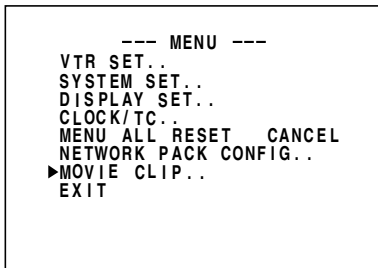 --- MENU ---
VTR SET..
SYSTEM SET..
DISPLAY SET..
CLOCK/TC..
MENU ALL RESET CANCEL
NETWORK PACK CONFIG..
▶MOVIE CLIP..
EXIT